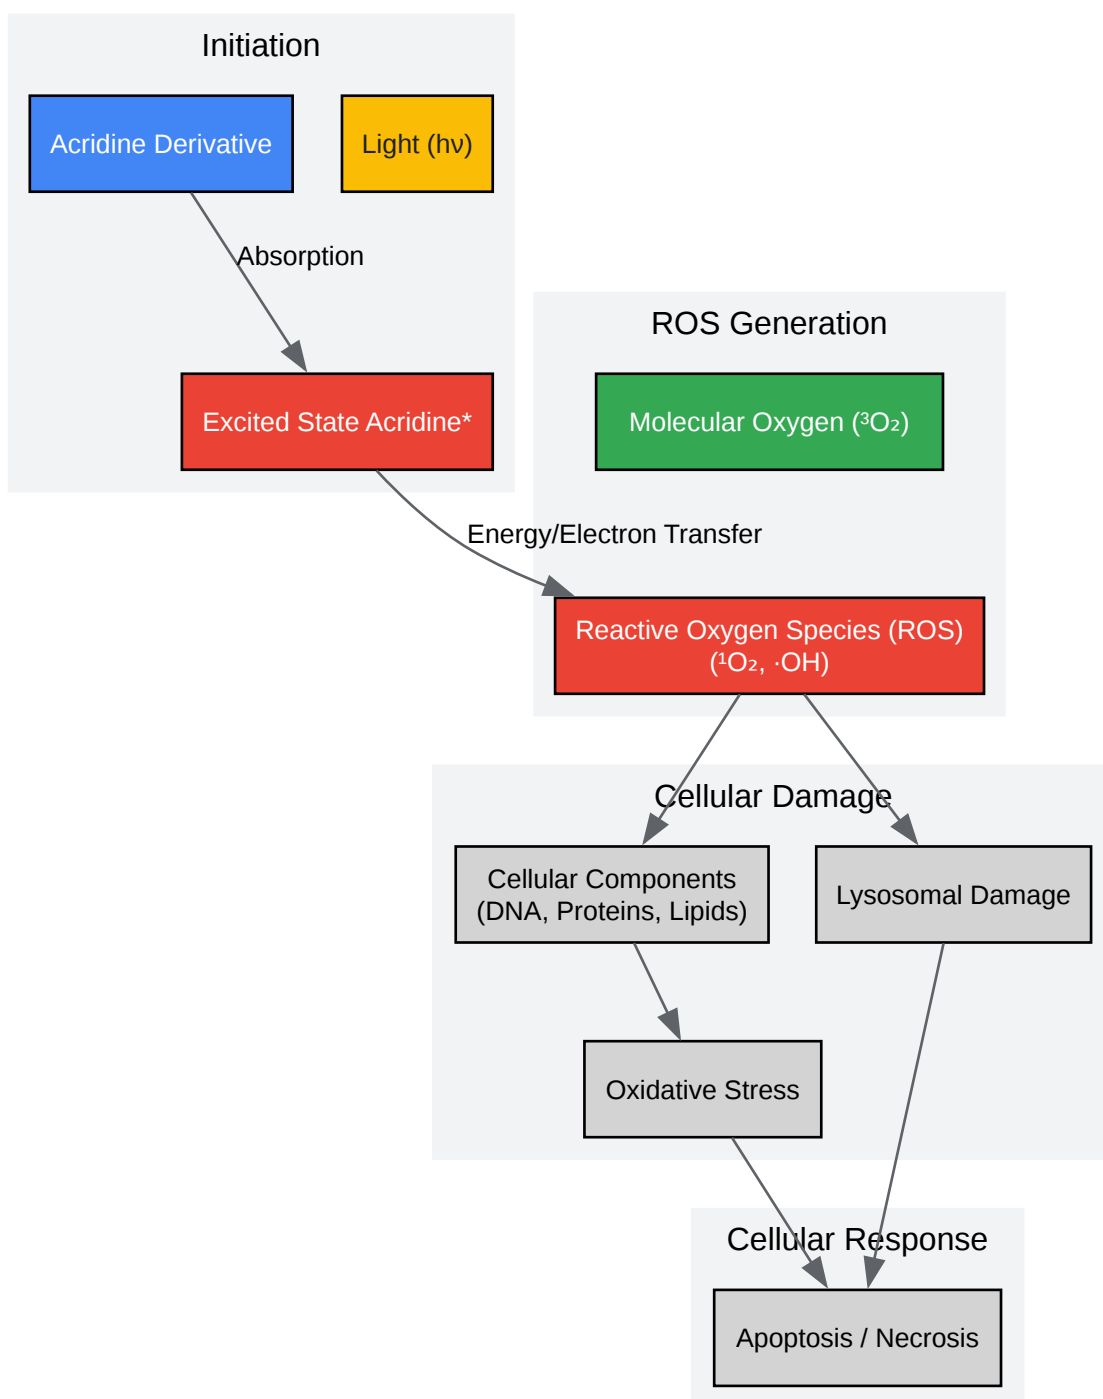 Initiation
Acridine Derivative
Light (hν)
Absorption
Excited State Acridine*
ROS Generation
Molecular Oxygen (³O₂)
Energy/Electron Transfer
Reactive Oxygen Species (ROS)
(¹O₂, ·OH)
Cellular Damage
Cellular Components
(DNA, Proteins, Lipids)
Lysosomal Damage
Oxidative Stress
Cellular Response
Apoptosis / Necrosis